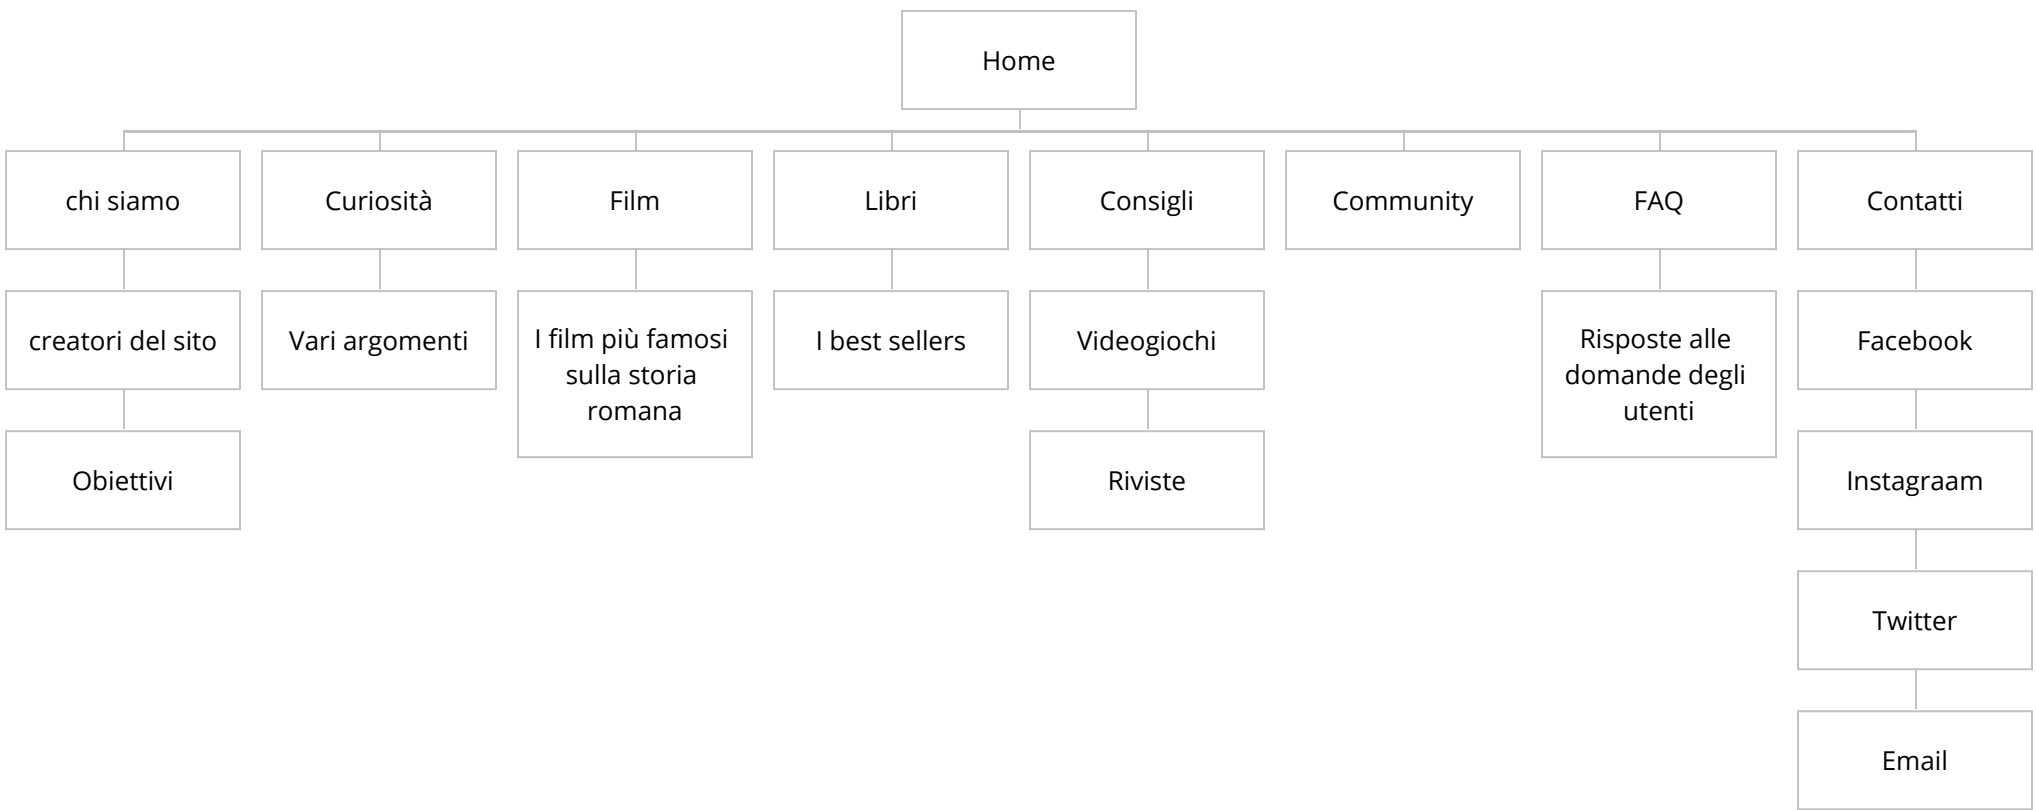 Home
chi siamo
Curiosità
Film
Libri
Consigli
Community
FAQ
Contatti
creatori del sito
Vari argomenti
I film più famosi
sulla storia
romana
I best sellers
Videogiochi
Risposte alle
domande degli
utenti
Facebook
Obiettivi
Riviste
Instagraam
Twitter
Email